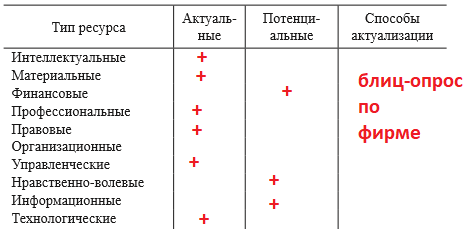 Тип ресурса Актуаль- Потенци- Способы
ные альные актуализации
Интеллектуальные +
Материальные +
Финансовые +
Профессиональные +
Правовые +
Организационные
Управленческие +
Нравственно-волевые +
Информационные +
Технологические +
блиц-опрос
по
фирме